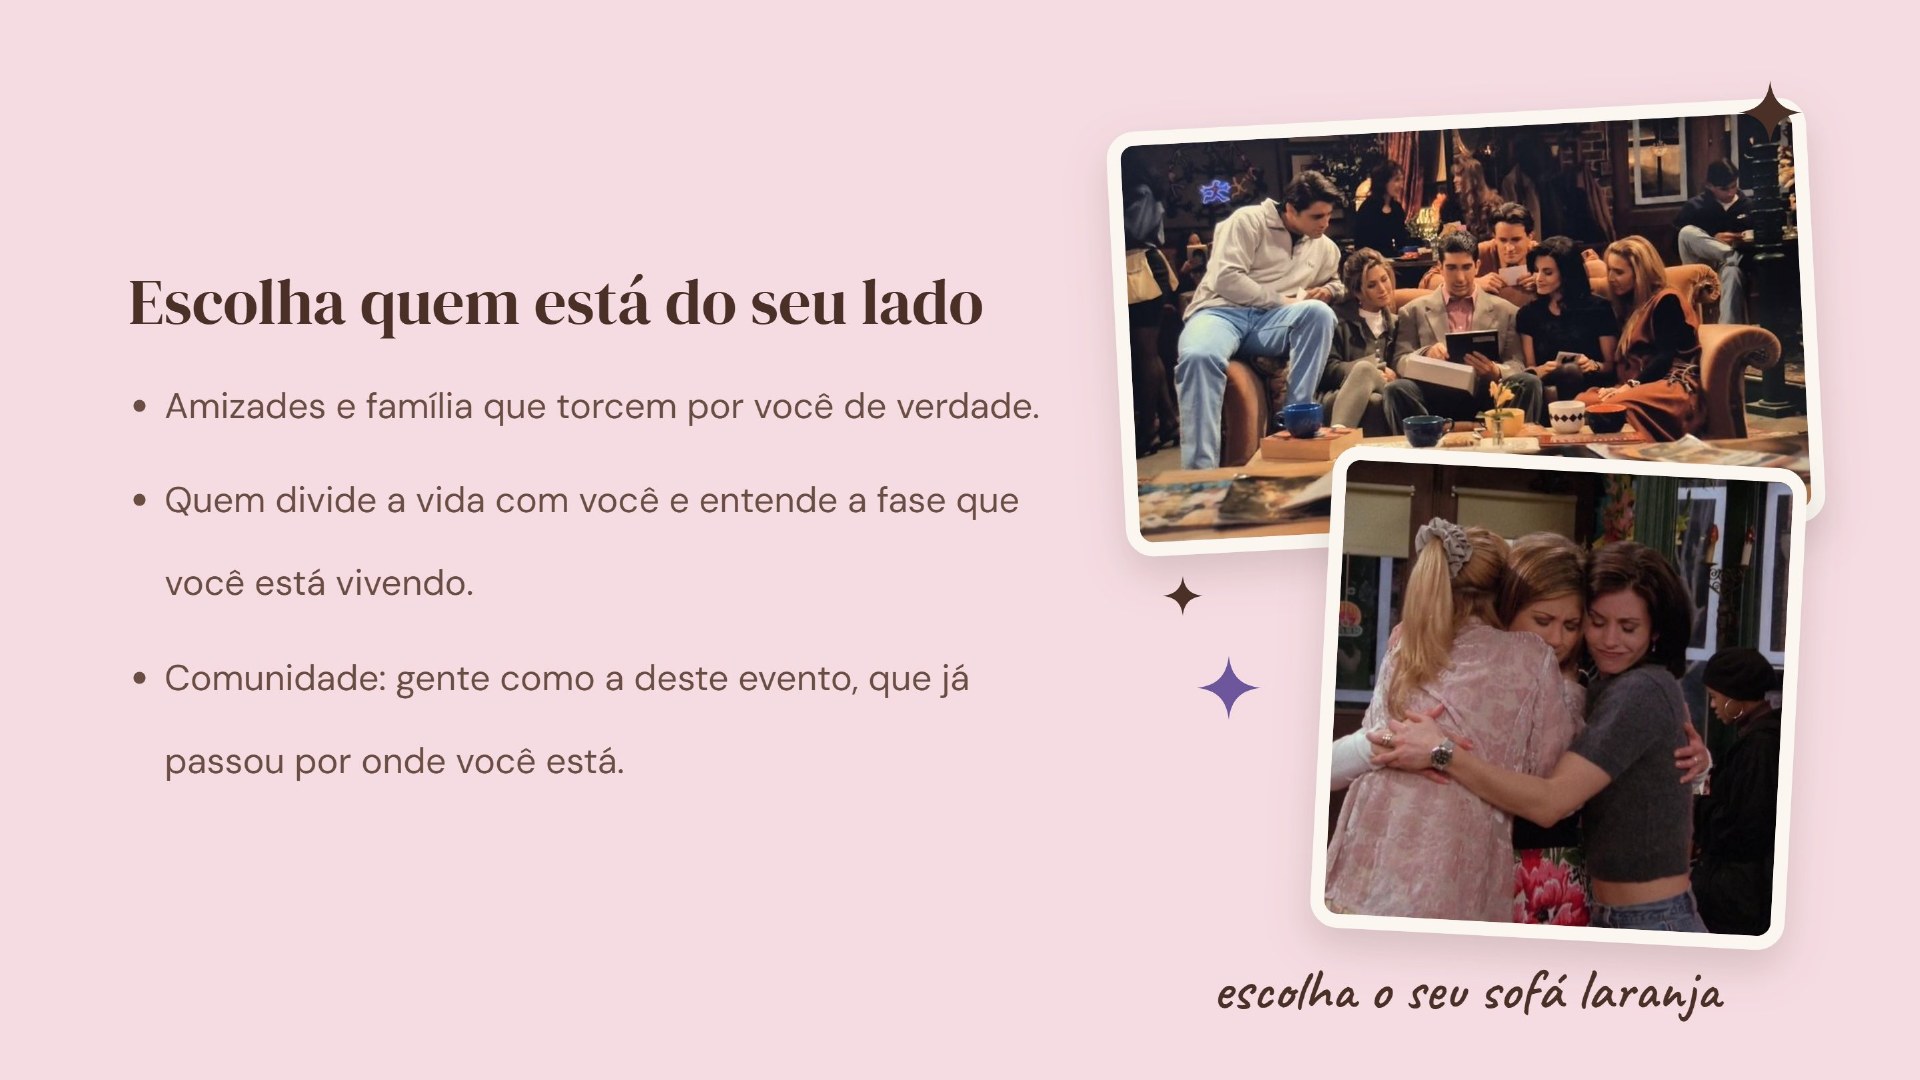 Escolha quem está do seu lado
• Amizades e família que torcem por você de verdade.
• Quem divide a vida com você e entende a fase que
você está vivendo.
• Comunidade: gente como a deste evento, que já
passou por onde você está.
escolha o seu sofá laranja